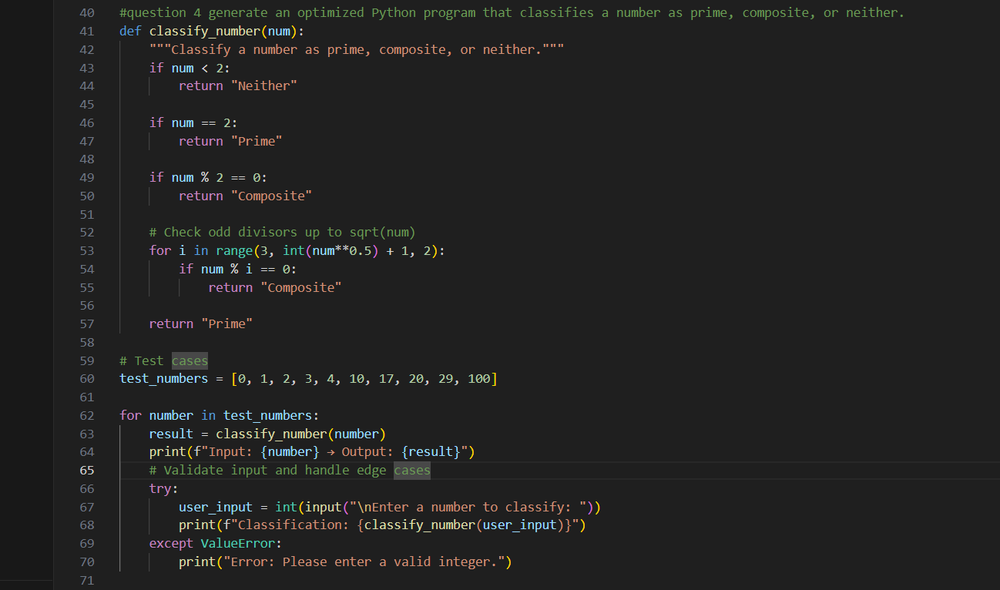 40 #question 4 generate an optimized Python program that classifies a number as prime, composite, or neither.
41 def classify_number(num):
42     """Classify a number as prime, composite, or neither."""
43     if num < 2:
44         return "Neither"
45
46     if num == 2:
47         return "Prime"
48
49     if num % 2 == 0:
50         return "Composite"
51
52     # Check odd divisors up to sqrt(num)
53     for i in range(3, int(num**0.5) + 1, 2):
54         if num % i == 0:
55             return "Composite"
56
57     return "Prime"
58
59 # Test cases
60 test_numbers = [0, 1, 2, 3, 4, 10, 17, 20, 29, 100]
61
62 for number in test_numbers:
63     result = classify_number(number)
64     print(f"Input: {number} → Output: {result}")
65     # Validate input and handle edge cases
66     try:
67         user_input = int(input("\nEnter a number to classify: "))
68         print(f"Classification: {classify_number(user_input)}")
69     except ValueError:
70         print("Error: Please enter a valid integer.")
71